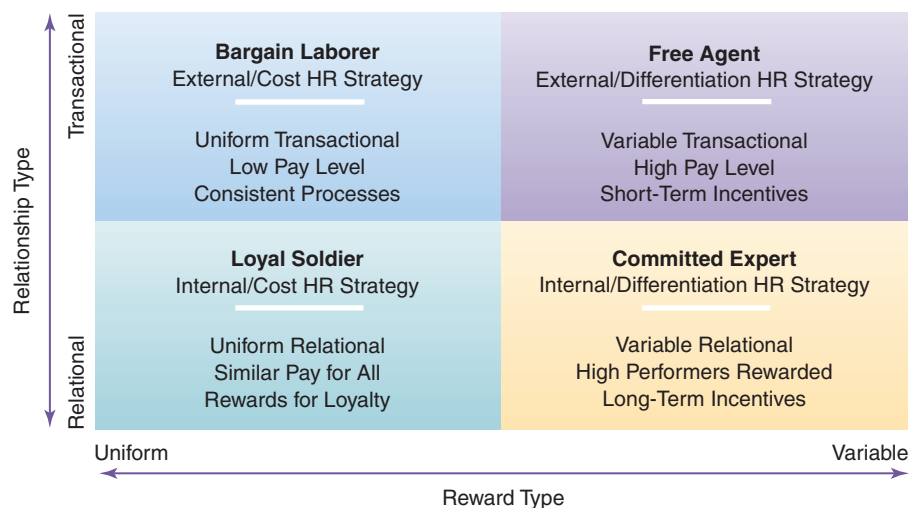 Relationship Type
Transactional
Relational
Bargain Laborer
External/Cost HR Strategy
Uniform Transactional
Low Pay Level
Consistent Processes
Free Agent
External/Differentiation HR Strategy
Variable Transactional
High Pay Level
Short-Term Incentives
Loyal Soldier
Internal/Cost HR Strategy
Uniform Relational
Similar Pay for All
Rewards for Loyalty
Committed Expert
Internal/Differentiation HR Strategy
Variable Relational
High Performers Rewarded
Long-Term Incentives
Uniform
Variable
Reward Type